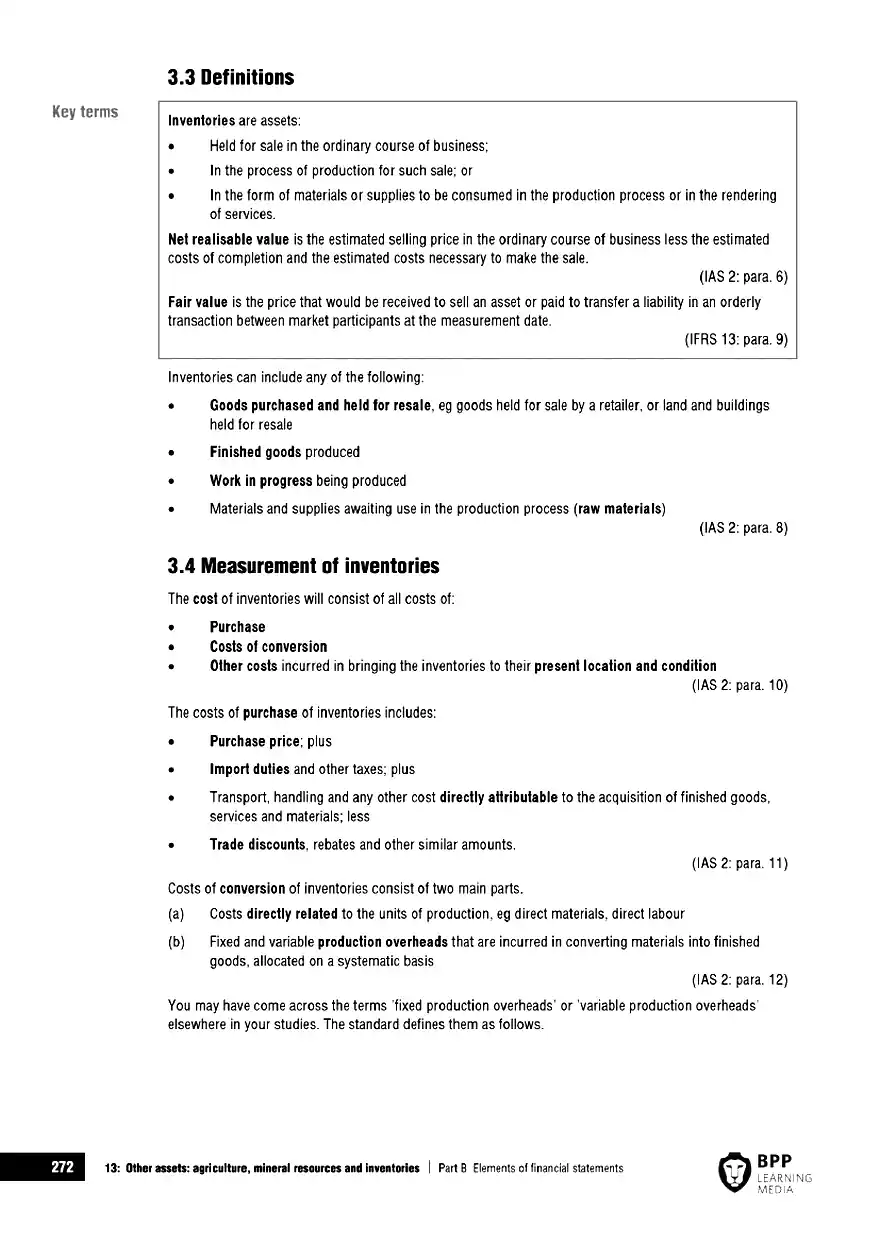 3.3 Definitions
Key terms
Inventories are assets:
• Held for sale in the ordinary course of business;
• In the process of production for such sale; or
• In the form of materials or supplies to be consumed in the production process or in the rendering
of services.
Net realisable value is the estimated selling price in the ordinary course of business less the estimated
costs of completion and the estimated costs necessary to make the sale.
(IAS 2: para. 6)
Fair value is the price that would be received to sell an asset or paid to transfer a liability in an orderly
transaction between market participants at the measurement date.
(IFRS 13: para. 9)
Inventories can include any of the following:
• Goods purchased and held for resale, eg goods held for sale by a retailer, or land and buildings
held for resale
• Finished goods produced
• Work in progress being produced
• Materials and supplies awaiting use in the production process (raw materials)
(IAS 2: para. 8)
3.4 Measurement of inventories
The cost of inventories will consist of all costs of:
• Purchase
• Costs of conversion
• Other costs incurred in bringing the inventories to their present location and condition
(IAS 2: para. 10)
The costs of purchase of inventories includes:
• Purchase price; plus
• Import duties and other taxes; plus
• Transport, handling and any other cost directly attributable to the acquisition of finished goods,
services and materials; less
• Trade discounts, rebates and other similar amounts.
(IAS 2: para. 11)
Costs of conversion of inventories consist of two main parts.
(a) Costs directly related to the units of production, eg direct materials, direct labour
(b) Fixed and variable production overheads that are incurred in converting materials into finished
goods, allocated on a systematic basis
(IAS 2: para. 12)
You may have come across the terms 'fixed production overheads' or 'variable production overheads'
elsewhere in your studies. The standard defines them as follows.
272 13: Other assets: agriculture, mineral resources and inventories | Part B Elements of financial statements
BPP
LEARNING
MEDIA